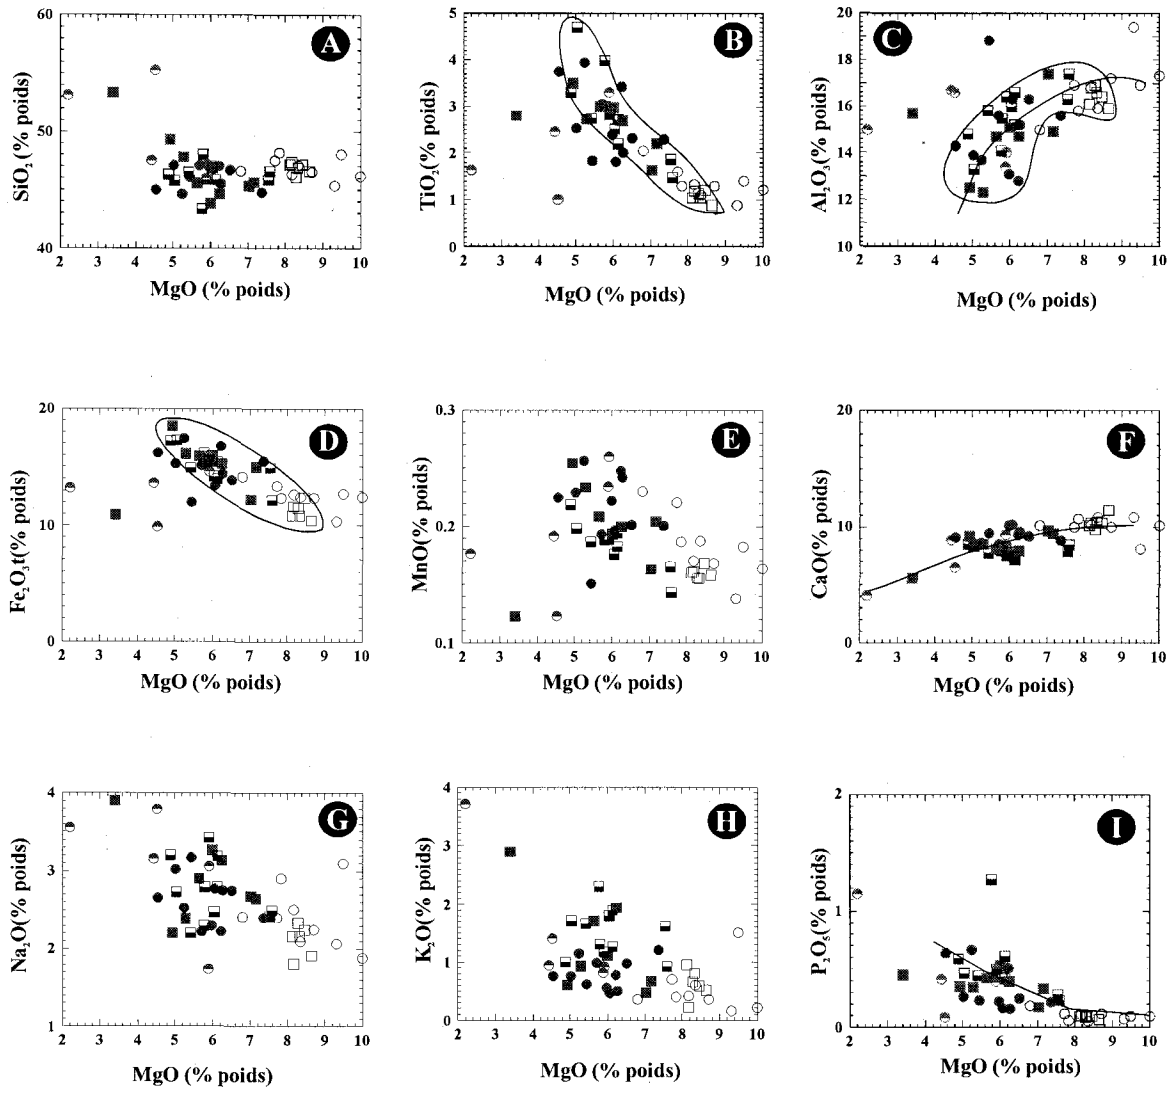 A
60
50
40
SiO2 (% poids)
2 3 4 5 6 7 8 9 10
MgO (% poids)
B
5
4
3
2
1
0
TiO2(% poids)
2 3 4 5 6 7 8 9 10
MgO (% poids)
C
20
18
16
14
12
10
Al2O3(% poids)
2 3 4 5 6 7 8 9 10
MgO (% poids)
D
20
10
0
Fe2O3t(% poids)
2 3 4 5 6 7 8 9 10
MgO (% poids)
E
0.3
0.2
0.1
MnO(% poids)
2 3 4 5 6 7 8 9 10
MgO (% poids)
F
20
10
0
CaO(% poids)
2 3 4 5 6 7 8 9 10
MgO (% poids)
G
4
3
2
1
Na2O(% poids)
2 3 4 5 6 7 8 9 10
MgO (% poids)
H
4
3
2
1
0
K2O(% poids)
2 3 4 5 6 7 8 9 10
MgO (% poids)
I
2
1
0
P2O5(% poids)
2 3 4 5 6 7 8 9 10
MgO (% poids)